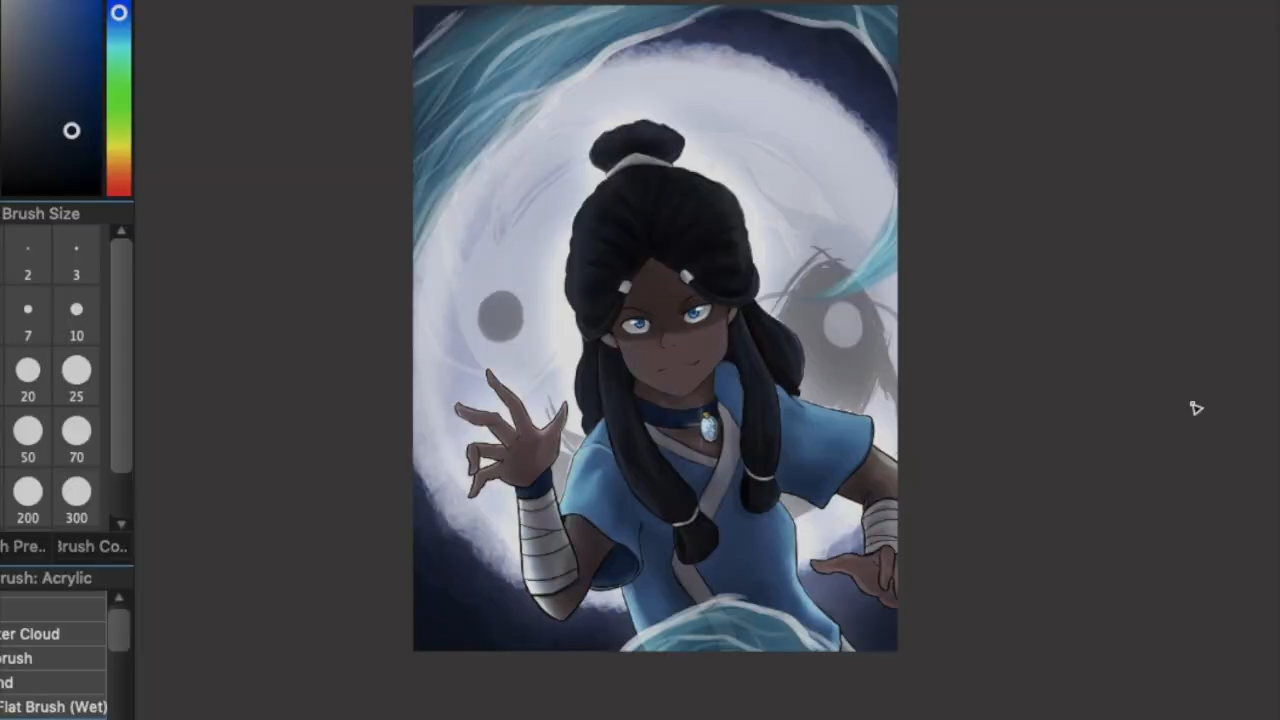 Brush Size
2 3
7 10
20 25
50 70
200 300
h Pre.. Brush Co..
rush: Acrylic
ter Cloud
rush
nd
Flat Brush (Wet)